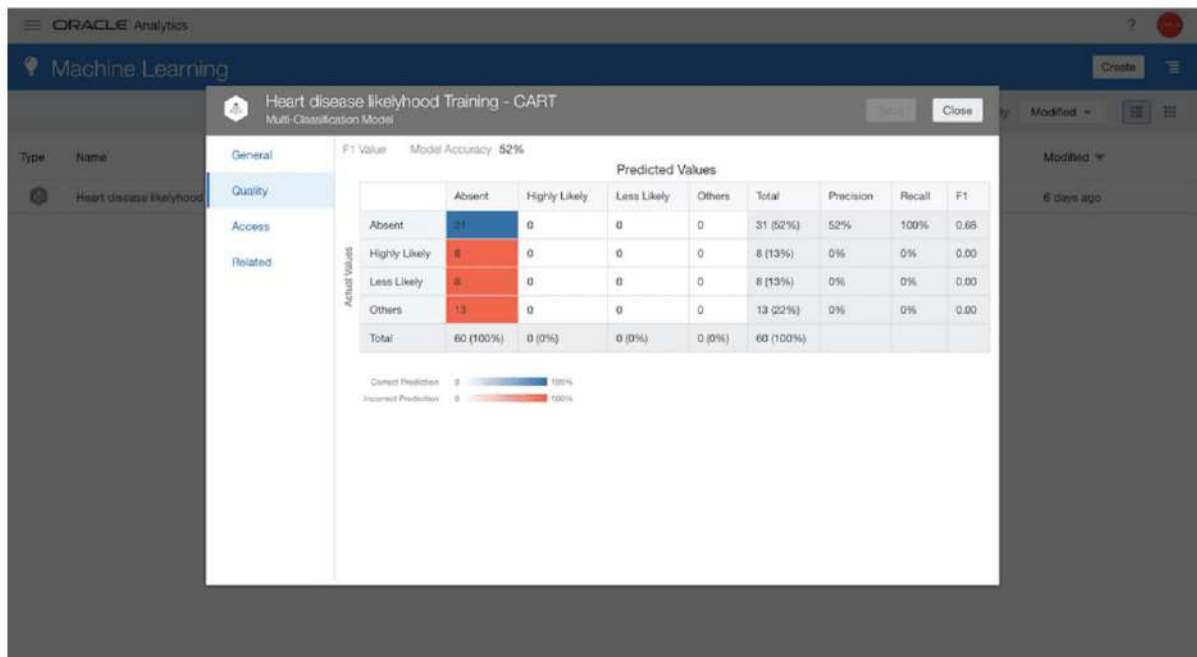 ORACLE Analytics
?
Machine Learning
Create
Heart disease likelyhood Training - CART
Multi-Classification Model
Close
Modified
Type Name Modified
Heart disease likelyhood 6 days ago
General
Quality
Access
Related
F1 Value Model Accuracy 52%
Predicted Values
Absent Highly Likely Less Likely Others Total Precision Recall F1
Actual Values
Absent 31 0 0 0 31 (52%) 52% 100% 0.68
Highly Likely 8 0 0 0 8 (13%) 0% 0% 0.00
Less Likely 8 0 0 0 8 (13%) 0% 0% 0.00
Others 13 0 0 0 13 (22%) 0% 0% 0.00
Total 60 (100%) 0 (0%) 0 (0%) 0 (0%) 60 (100%)
Correct Prediction 0 100%
Incorrect Prediction 0 100%